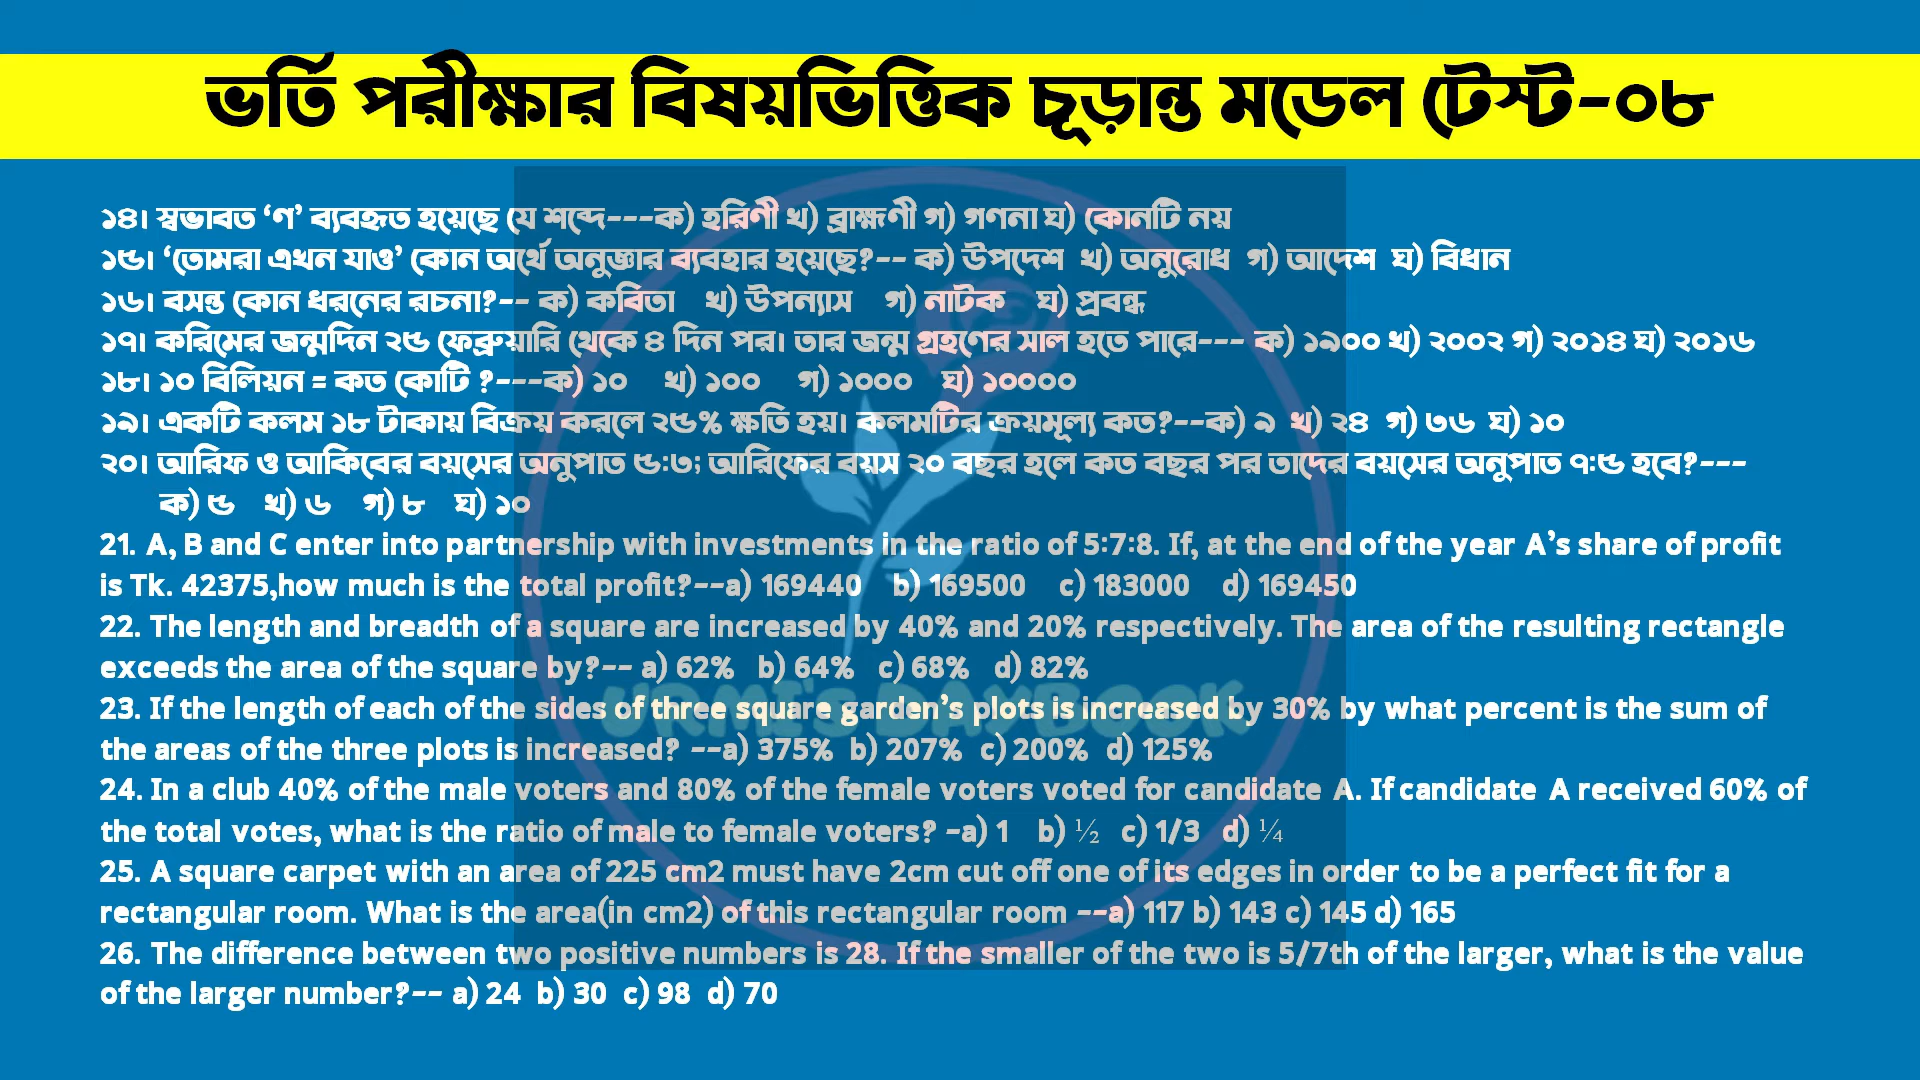 ভর্তি পরীক্ষার বিষয়ভিত্তিক চূড়ান্ত মডেল টেস্ট-০৮
১৪। স্বভাবত ‘ণ’ ব্যবহৃত হয়েছে যে শব্দে---ক) হরিণী খ) ব্রাহ্মণী গ) গণনা ঘ) কোনটি নয়
১৫। ‘তোমরা এখন যাও’ কোন অর্থে অনুজ্ঞার ব্যবহার হয়েছে?-- ক) উপদেশ খ) অনুরোধ গ) আদেশ ঘ) বিধান
১৬। বসন্ত কোন ধরনের রচনা?-- ক) কবিতা খ) উপন্যাস গ) নাটক ঘ) প্রবন্ধ
১৭। করিমের জন্মদিন ২৫ ফেব্রুয়ারি থেকে ৪ দিন পর। তার জন্ম গ্রহণের সাল হতে পারে--- ক) ১৯০০ খ) ২০০২ গ) ২০১৪ ঘ) ২০১৬
১৮। ১০ বিলিয়ন = কত কোটি ?---ক) ১০ খ) ১০০ গ) ১০০০ ঘ) ১০০০০
১৯। একটি কলম ১৮ টাকায় বিক্রয় করলে ২৫% ক্ষতি হয়। কলমটির ক্রয়মূল্য কত?--ক) ৯ খ) ২৪ গ) ৩৬ ঘ) ১০
২০। আরিফ ও আকিবের বয়সের অনুপাত ৫:৩; আরিফের বয়স ২০ বছর হলে কত বছর পর তাদের বয়সের অনুপাত ৭:৫ হবে?---
ক) ৫ খ) ৬ গ) ৮ ঘ) ১০
21. A, B and C enter into partnership with investments in the ratio of 5:7:8. If, at the end of the year A’s share of profit
is Tk. 42375,how much is the total profit?--a) 169440 b) 169500 c) 183000 d) 169450
22. The length and breadth of a square are increased by 40% and 20% respectively. The area of the resulting rectangle
exceeds the area of the square by?-- a) 62% b) 64% c) 68% d) 82%
23. If the length of each of the sides of three square garden’s plots is increased by 30% by what percent is the sum of
the areas of the three plots is increased? --a) 375% b) 207% c) 200% d) 125%
URMI's DAYBOOK
24. In a club 40% of the male voters and 80% of the female voters voted for candidate A. If candidate A received 60% of
the total votes, what is the ratio of male to female voters? -a) 1 b) ½ c) 1/3 d) ¼
25. A square carpet with an area of 225 cm2 must have 2cm cut off one of its edges in order to be a perfect fit for a
rectangular room. What is the area(in cm2) of this rectangular room --a) 117 b) 143 c) 145 d) 165
26. The difference between two positive numbers is 28. If the smaller of the two is 5/7th of the larger, what is the value
of the larger number?-- a) 24 b) 30 c) 98 d) 70